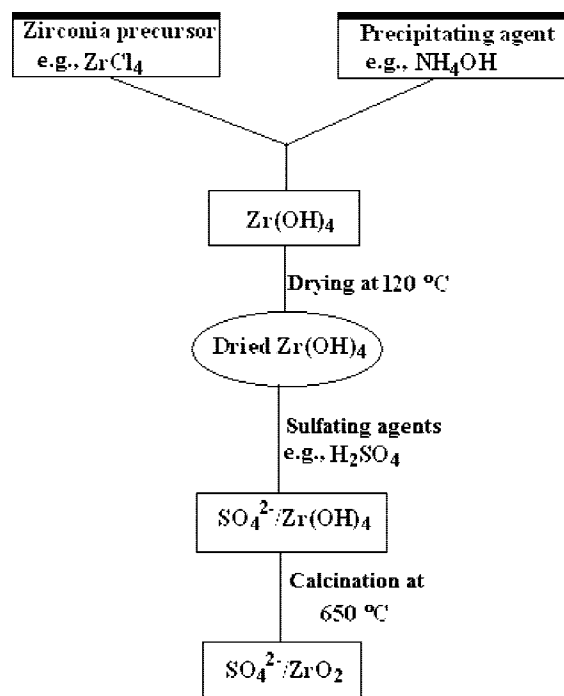 Zirconia precursor
e.g., ZrCl₄
Precipitating agent
e.g., NH₄OH
Zr(OH)₄
Drying at 120 °C
Dried Zr(OH)₄
Sulfating agents
e.g., H₂SO₄
SO₄²⁻/Zr(OH)₄
Calcination at
650 °C
SO₄²⁻/ZrO₂